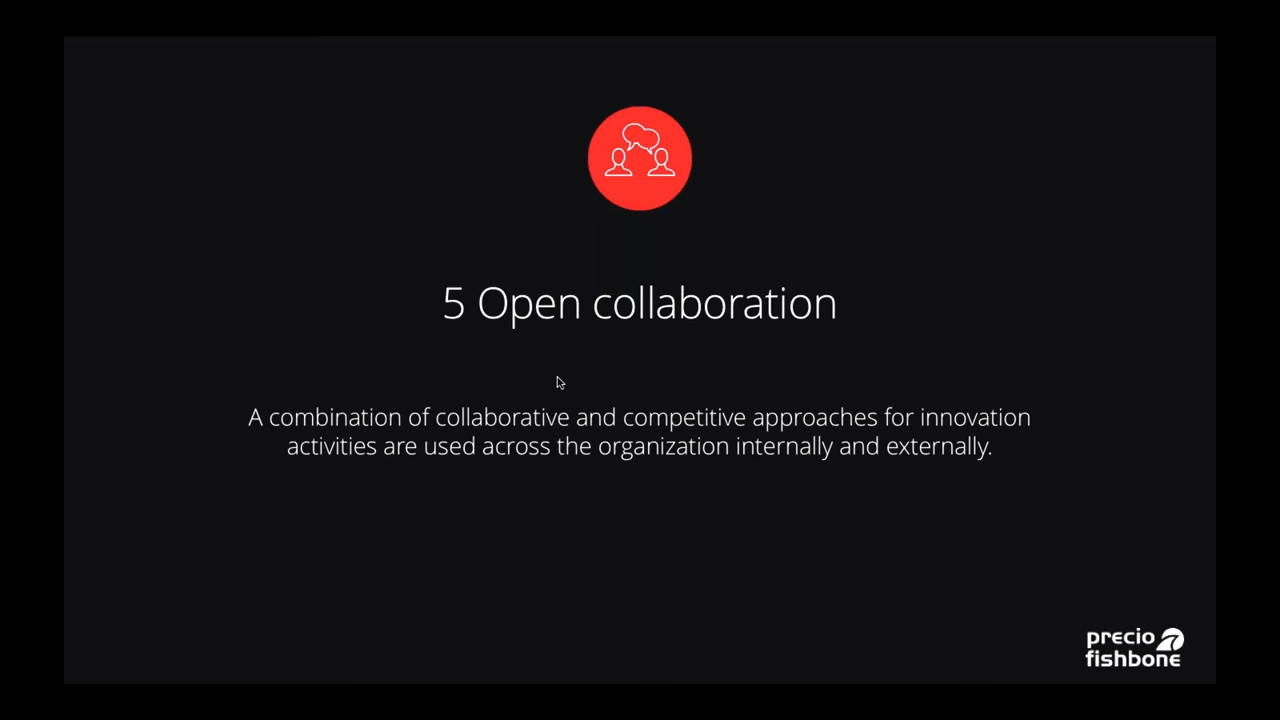 5 Open collaboration
A combination of collaborative and competitive approaches for innovation
activities are used across the organization internally and externally.
precio
fishbone